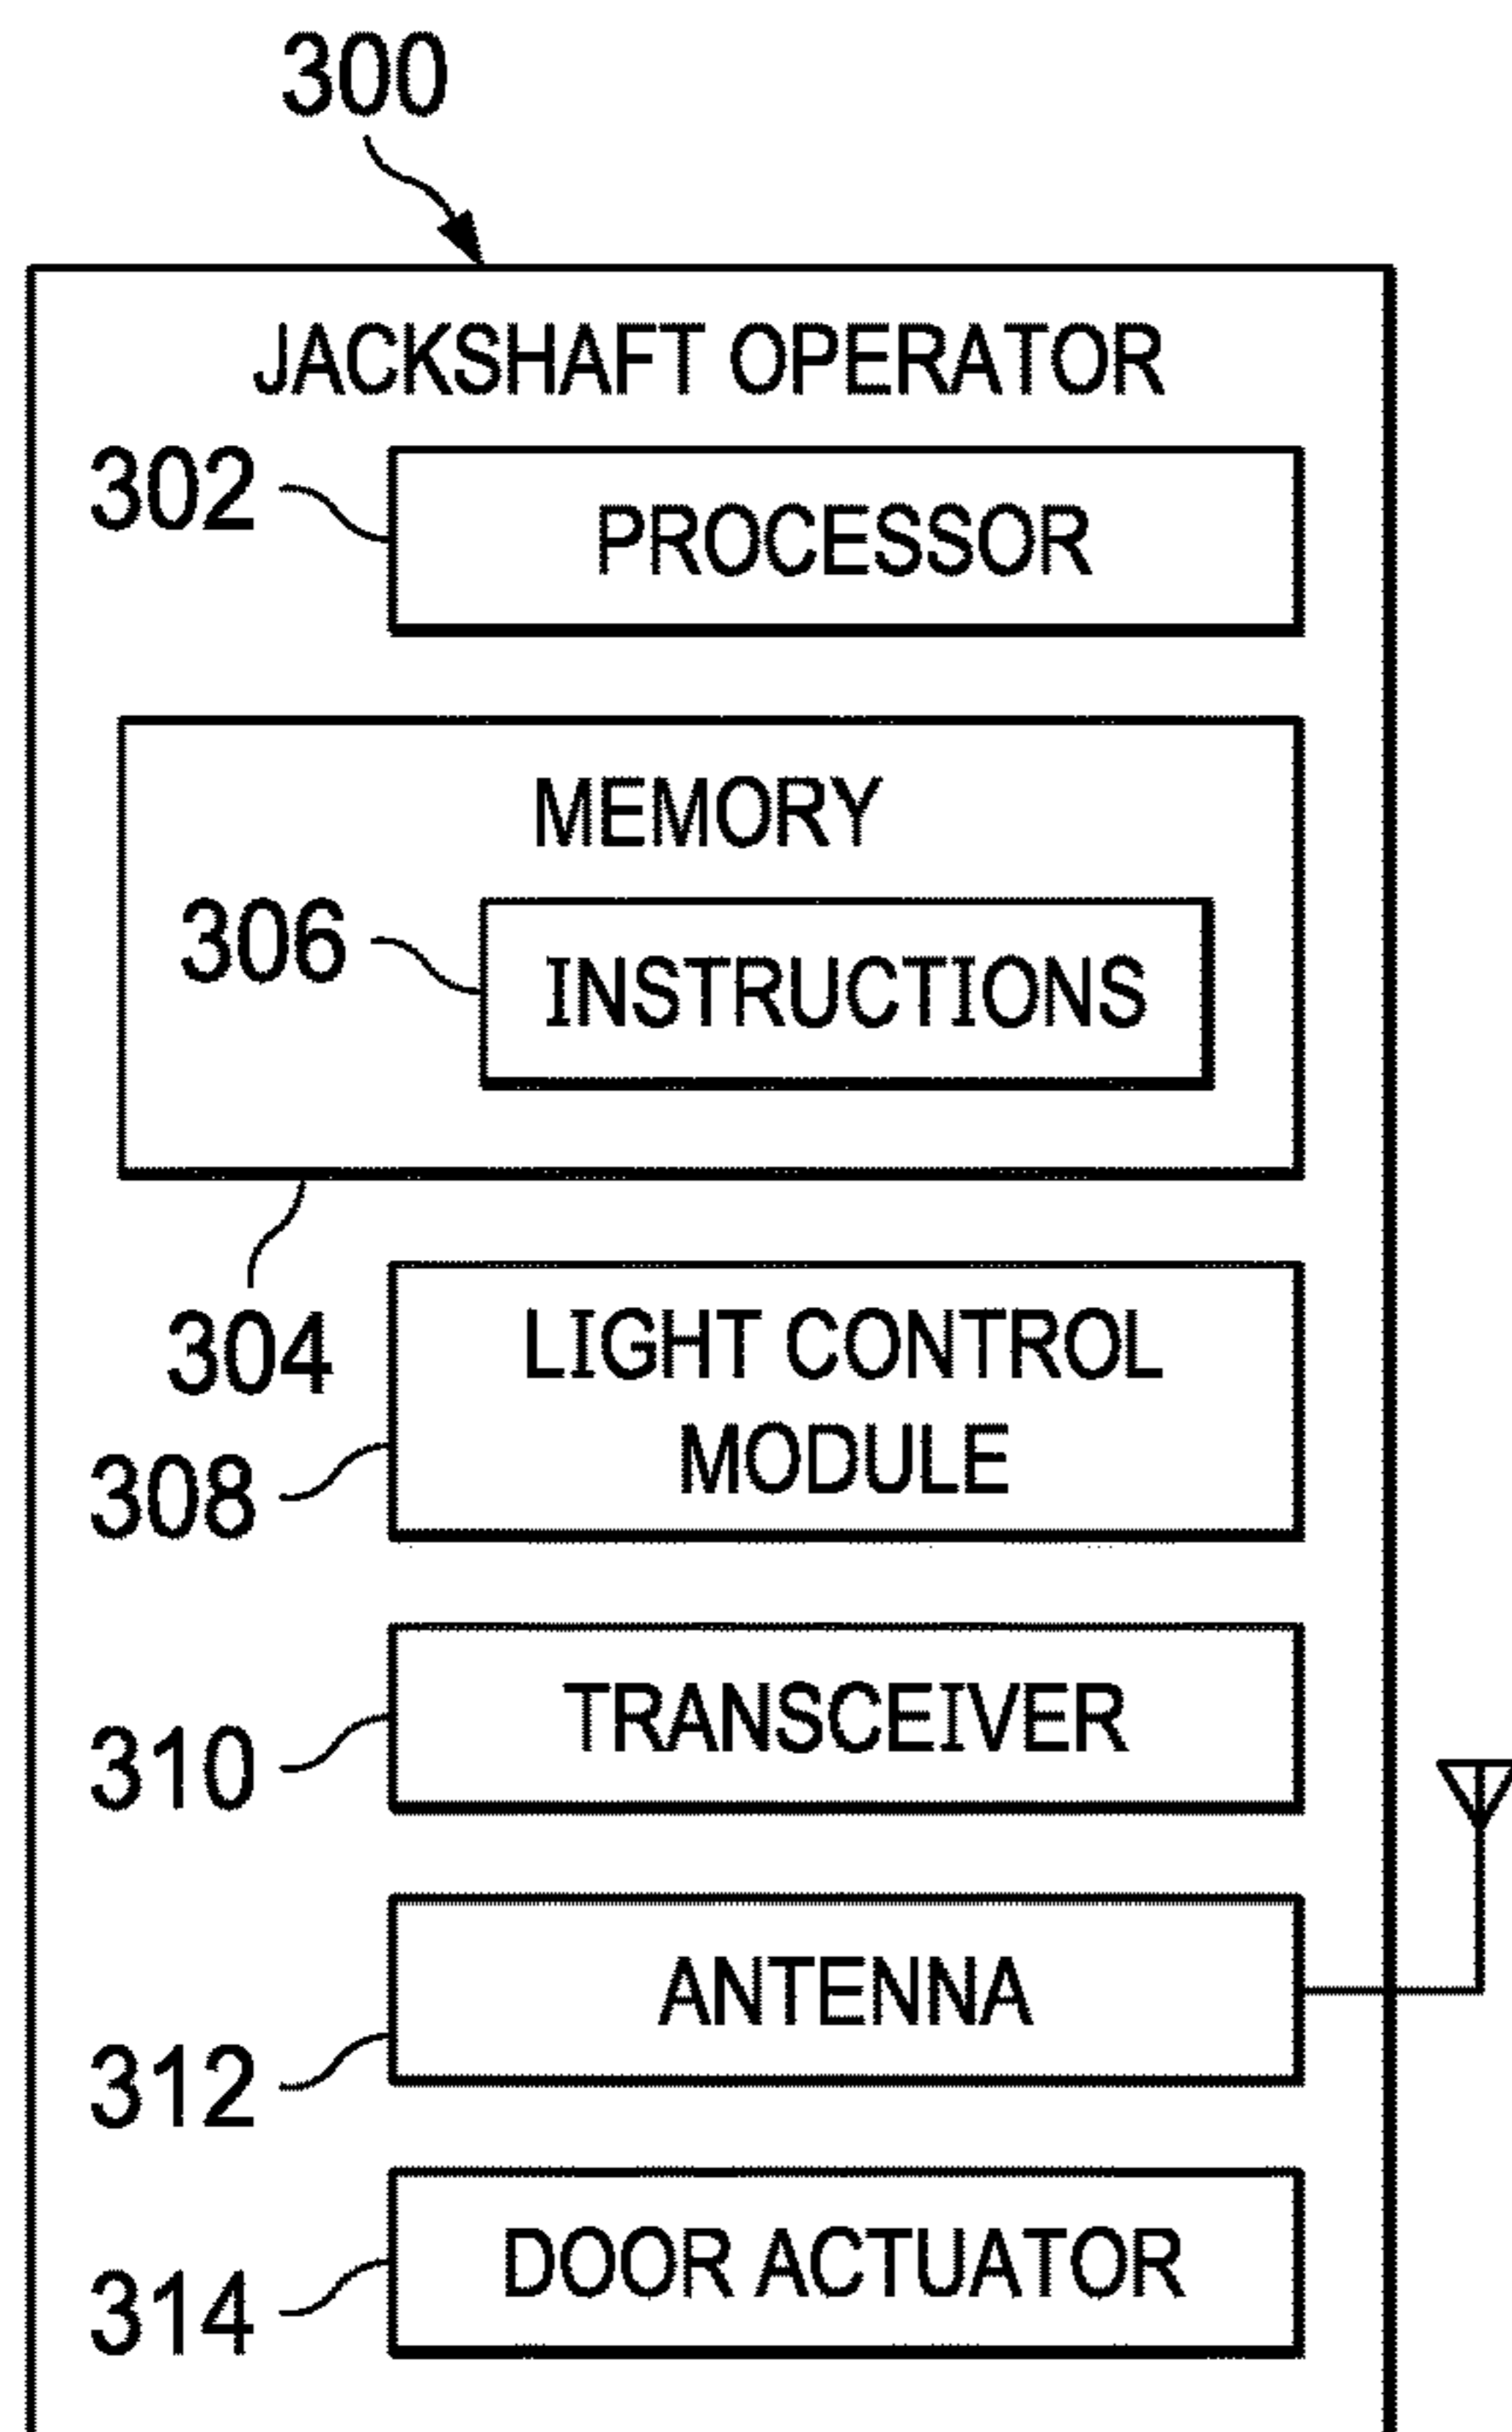 300
JACKSHAFT OPERATOR
302
PROCESSOR
MEMORY
306
INSTRUCTIONS
304
LIGHT CONTROL
MODULE
308
TRANSCEIVER
310
ANTENNA
312
DOOR ACTUATOR
314